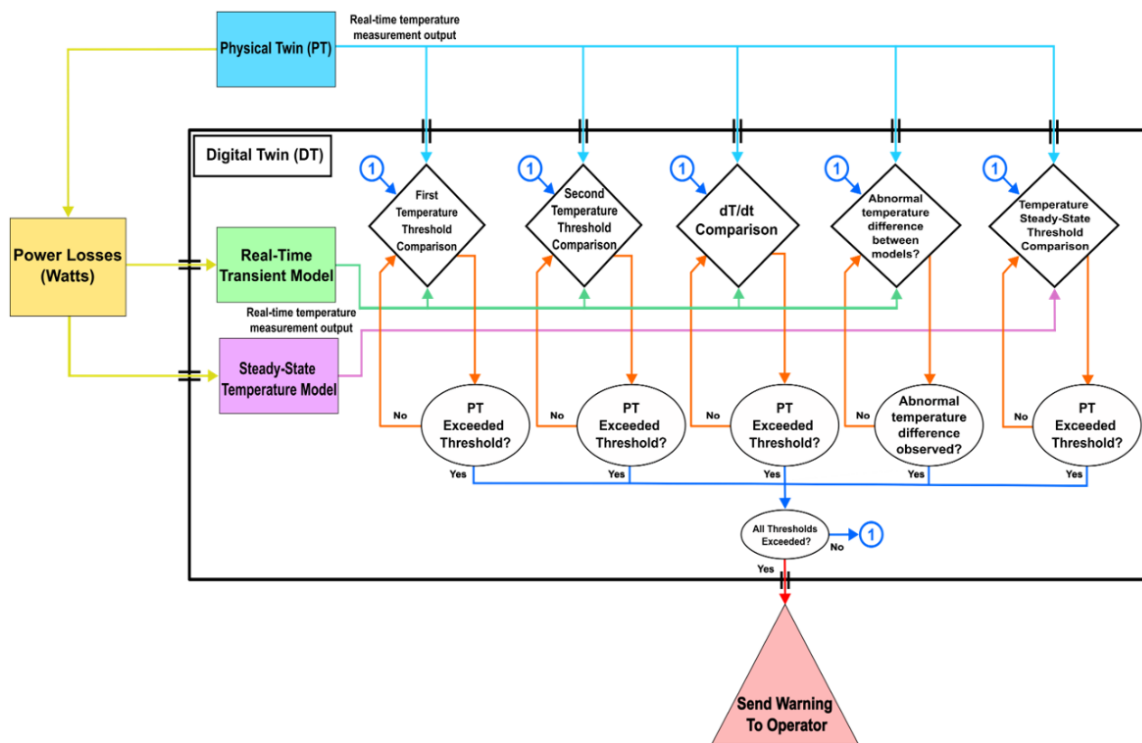 Real-time temperature
measurement output
Physical Twin (PT)
Digital Twin (DT)
1
1
1
1
1
First
Temperature
Threshold
Comparison
Second
Temperature
Threshold
Comparison
dT/dt
Comparison
Abnormal
temperature
difference
between
models?
Temperature
Steady-State
Threshold
Comparison
Power Losses
(Watts)
Real-Time
Transient Model
Real-time temperature
measurement output
Steady-State
Temperature Model
No
PT
Exceeded
Threshold?
No
PT
Exceeded
Threshold?
No
PT
Exceeded
Threshold?
No
Abnormal
temperature
difference
observed?
No
PT
Exceeded
Threshold?
Yes
Yes
Yes
Yes
Yes
All Thresholds
Exceeded?
No
1
Yes
Send Warning
To Operator